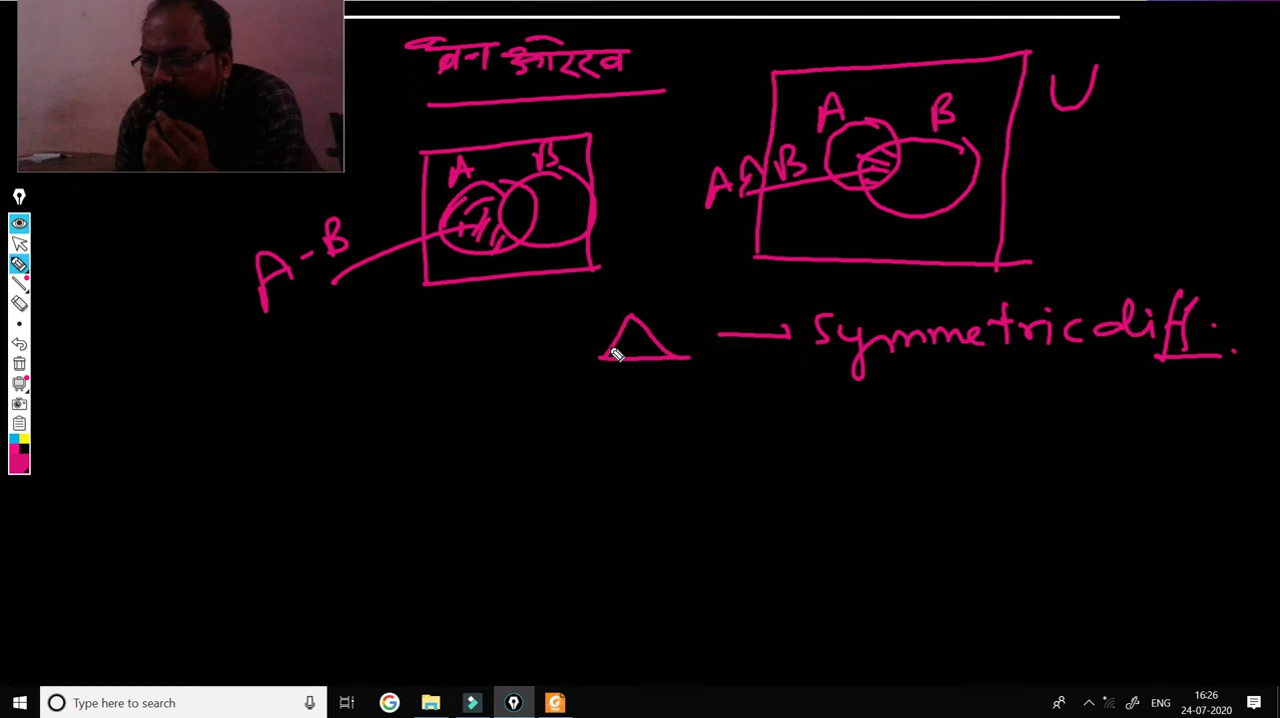 वेन आरेख
A B
A-B
A B U
A∩B
△ → Symmetric diff.
Type here to search
ENG
16:26
24-07-2020